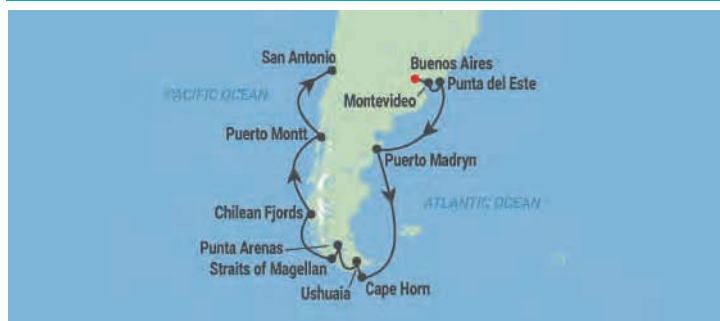 San Antonio
Buenos Aires
Punta del Este
PACIFIC OCEAN
Montevideo
Puerto Montt
Puerto Madryn
Chilean Fjords
ATLANTIC OCEAN
Punta Arenas
Straits of Magellan
Ushuaia
Cape Horn